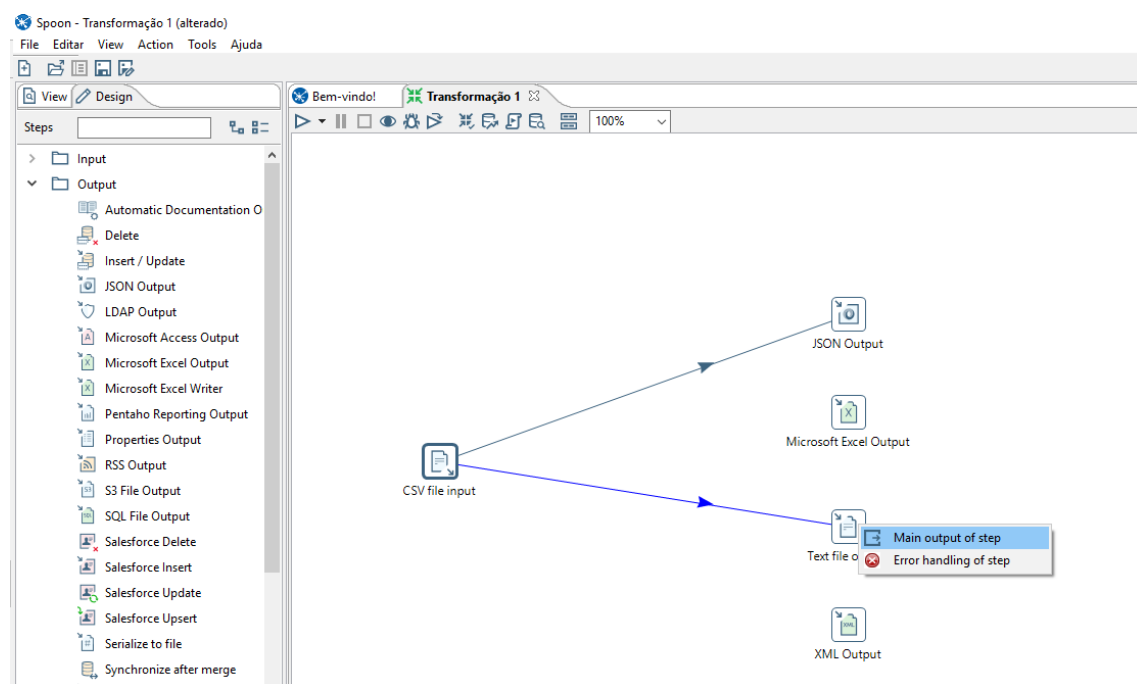 Spoon - Transformação 1 (alterado)
File Editar View Action Tools Ajuda
View Design
Bem-vindo! Transformação 1
Steps
100%
Input
Output
Automatic Documentation O
Delete
Insert / Update
JSON Output
LDAP Output
Microsoft Access Output
Microsoft Excel Output
Microsoft Excel Writer
Pentaho Reporting Output
Properties Output
RSS Output
S3 File Output
SQL File Output
Salesforce Delete
Salesforce Insert
Salesforce Update
Salesforce Upsert
Serialize to file
Synchronize after merge
JSON Output
Microsoft Excel Output
CSV file input
Text file o
Main output of step
Error handling of step
XML Output